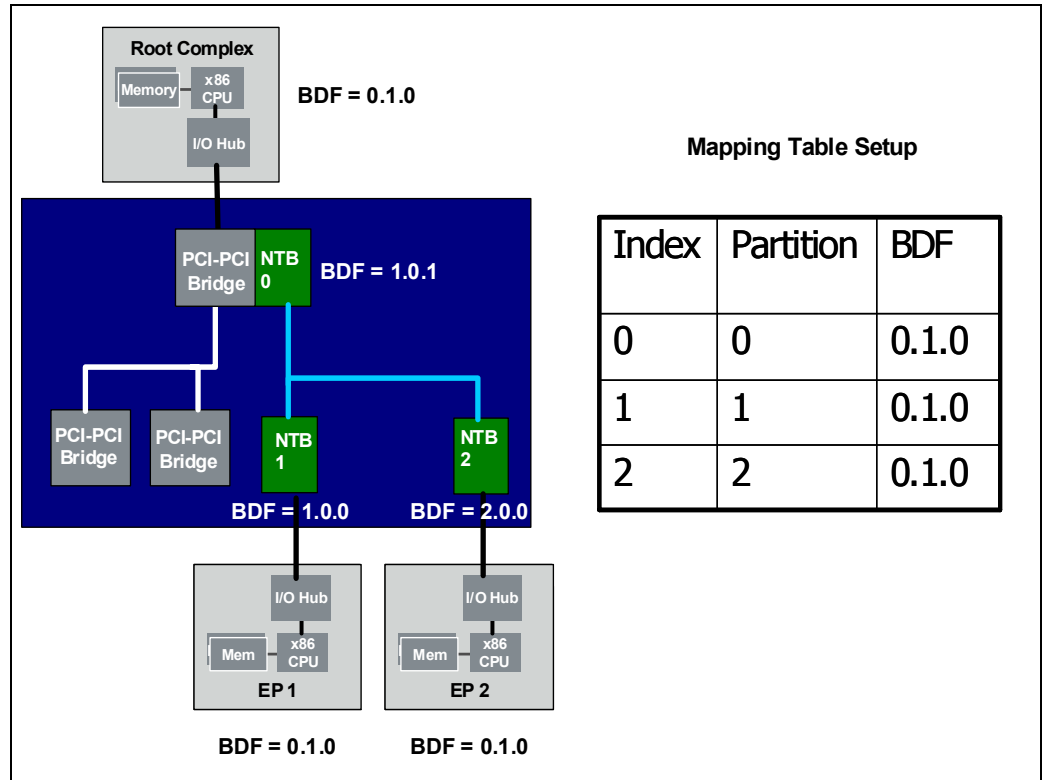 Root Complex
Memory
x86
CPU
I/O Hub
BDF = 0.1.0
Mapping Table Setup
PCI-PCI
Bridge
NTB
0
BDF = 1.0.1
PCI-PCI
Bridge
PCI-PCI
Bridge
NTB
1
NTB
2
BDF = 1.0.0
BDF = 2.0.0
Index Partition BDF
0 0 0.1.0
1 1 0.1.0
2 2 0.1.0
I/O Hub
Mem
x86
CPU
EP 1
I/O Hub
Mem
x86
CPU
EP 2
BDF = 0.1.0
BDF = 0.1.0